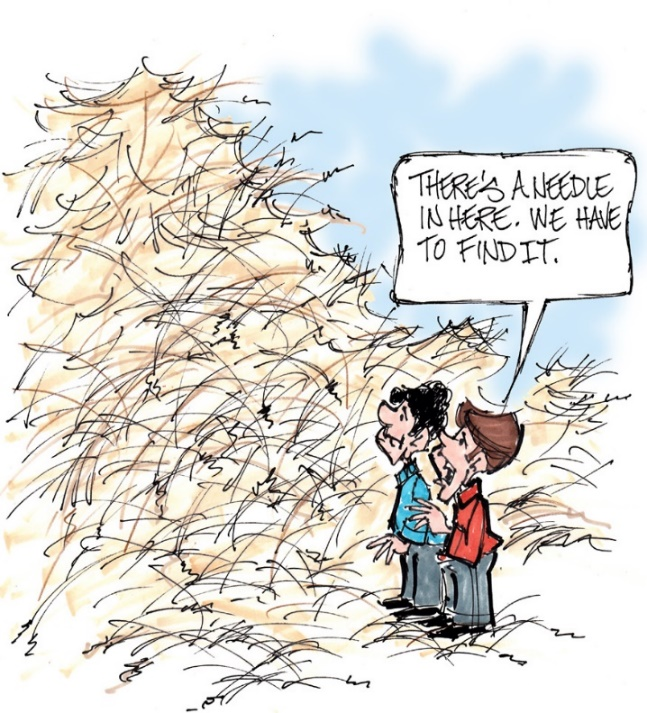 THERE'S A NEEDLE
IN HERE. WE HAVE
TO FIND IT.